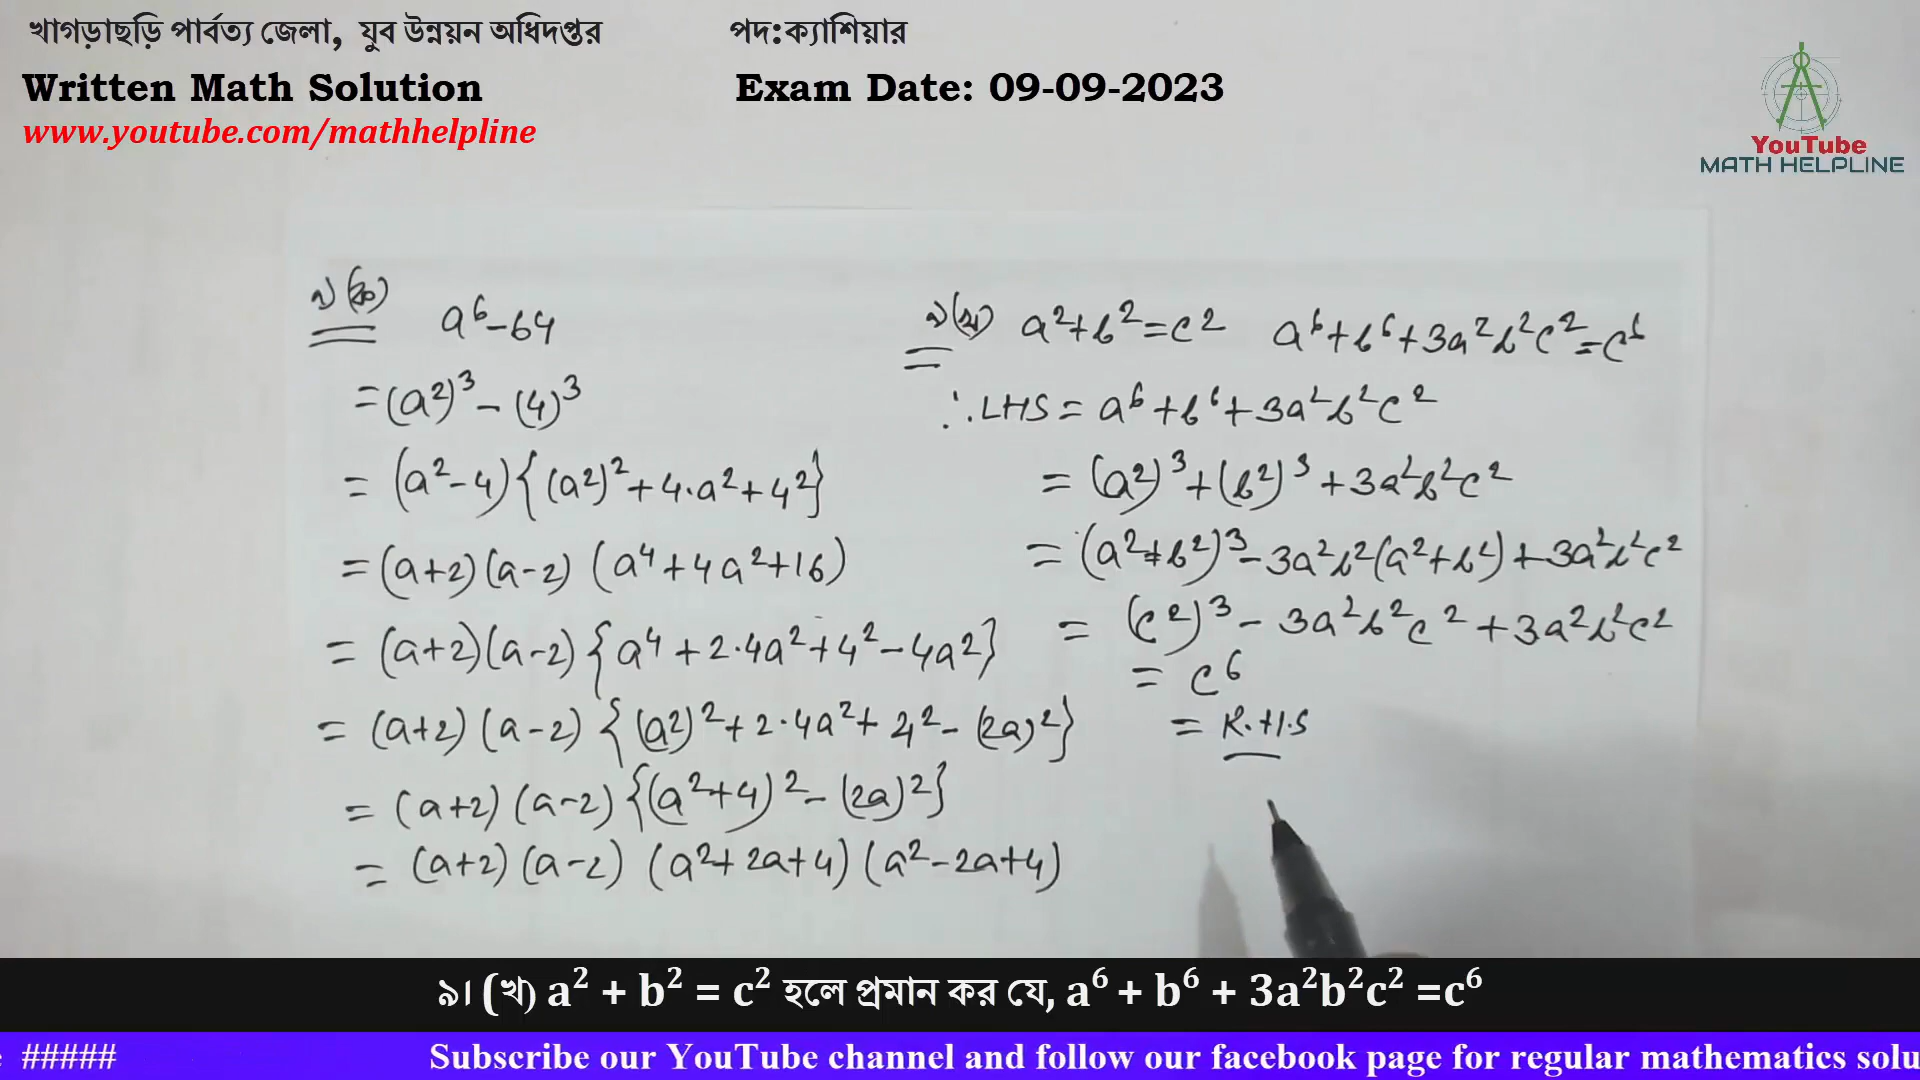 খাগড়াছড়ি পার্বত্য জেলা, যুব উন্নয়ন অধিদপ্তর পদ:ক্যাশিয়ার
Written Math Solution Exam Date: 09-09-2023
www.youtube.com/mathhelpline
YouTube
MATH HELPLINE
৯(ক) a⁶-64
=(a²)³-(4)³
=(a²-4){(a²)²+4·a²+4²}
=(a+2)(a-2)(a⁴+4a²+16)
=(a+2)(a-2){a⁴+2·4a²+4²-4a²}
=(a+2)(a-2){(a²)²+2·4a²+4²-(2a)²}
=(a+2)(a-2){(a²+4)²-(2a)²}
=(a+2)(a-2)(a²+2a+4)(a²-2a+4)
৯(খ) a²+b²=c² a⁶+b⁶+3a²b²c²=c⁶
∴LHS=a⁶+b⁶+3a²b²c²
=(a²)³+(b²)³+3a²b²c²
=(a²+b²)³-3a²b²(a²+b²)+3a²b²c²
=(c²)³-3a²b²c²+3a²b²c²
=c⁶
=R.H.S
৯। (খ) a² + b² = c² হলে প্রমান কর যে, a⁶ + b⁶ + 3a²b²c² =c⁶
##### Subscribe our YouTube channel and follow our facebook page for regular mathematics solu